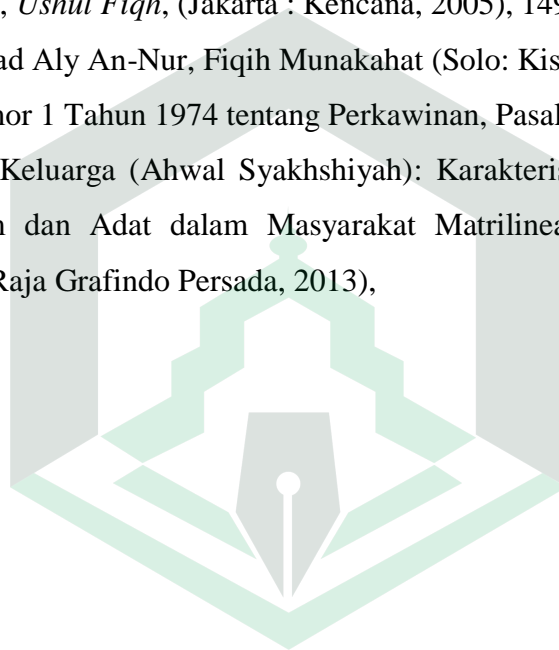 , Ushul Fiqh, (Jakarta : Kencana, 2005), 149
ad Aly An-Nur, Fiqih Munakahat (Solo: Kis
nor 1 Tahun 1974 tentang Perkawinan, Pasal
Keluarga (Ahwal Syakhshiyah): Karakteris
n dan Adat dalam Masyarakat Matrilinea
Raja Grafindo Persada, 2013),